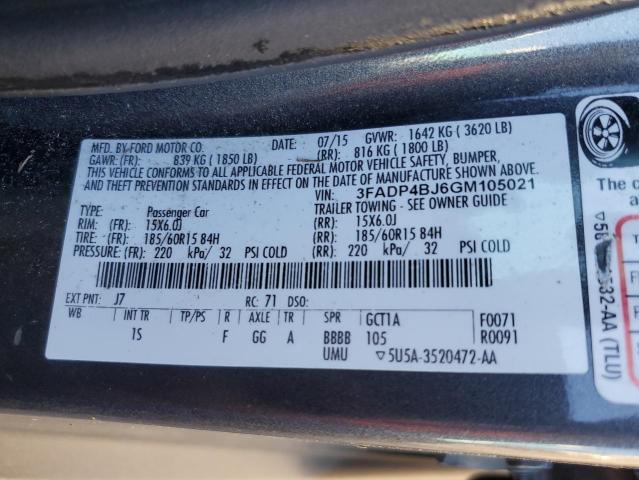 MFD. BY-FORD MOTOR CO. DATE: 07/15 GVWR: 1642 KG ( 3620 LB)
GAWR: (FR): 839 KG ( 1850 LB) (RR): 816 KG ( 1800 LB)
THIS VEHICLE CONFORMS TO ALL APPLICABLE FEDERAL MOTOR VEHICLE SAFETY, BUMPER,
AND THEFT PREVENTION STANDARDS IN EFFECT ON THE
DATE OF MANUFACTURE SHOWN ABOVE. VIN: 3FADP4BJ6GM105021
TYPE: Passenger Car TRAILER TOWING - SEE OWNER GUIDE
RIM: (FR): 15X6.0J (RR): 15X6.0J
TIRE: (FR): 185/60R15 84H (RR): 185/60R15 84H
PRESSURE: (FR): 220 kPa/ 32 PSI COLD (RR): 220 kPa/ 32 PSI COLD
EXT PNT: J7 RC: 71 DSO:
WB INT TR TP/PS R AXLE TR SPR GCT1A F0071
1S F GG A BBBB 105 R0091
UMU ▽5U5A-3520472-AA
The c
532-AA (TLU)